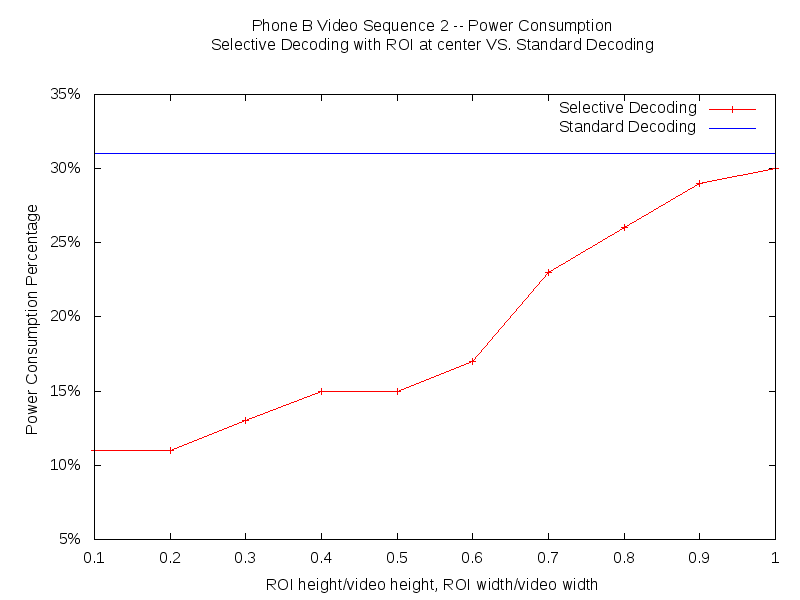 Phone B Video Sequence 2 -- Power Consumption
Selective Decoding with ROI at center VS. Standard Decoding
35%
Selective Decoding
Standard Decoding
30%
25%
20%
15%
10%
5%
Power Consumption Percentage
0.1 0.2 0.3 0.4 0.5 0.6 0.7 0.8 0.9 1
ROI height/video height, ROI width/video width